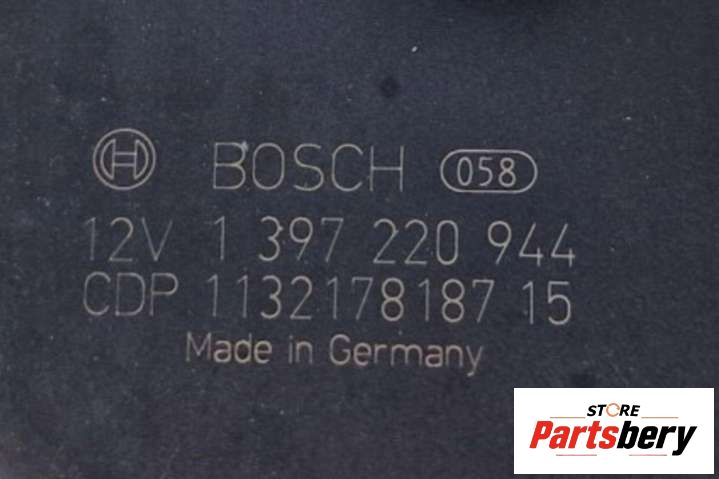 BOSCH 058
12V 1 397 220 944
CDP 1132178187 15
Made in Germany
STORE
Partsbery